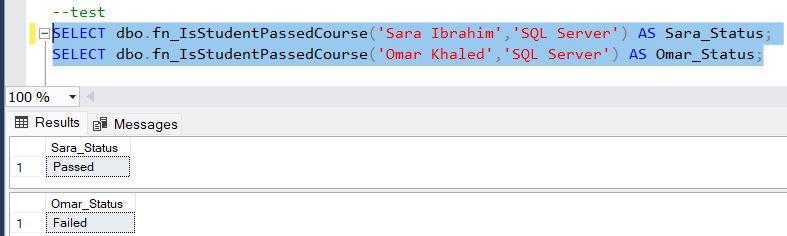 --test
SELECT dbo.fn_IsStudentPassedCourse('Sara Ibrahim','SQL Server') AS Sara_Status;
SELECT dbo.fn_IsStudentPassedCourse('Omar Khaled','SQL Server') AS Omar_Status;
100 %
Results Messages
Sara_Status
1 Passed
Omar_Status
1 Failed